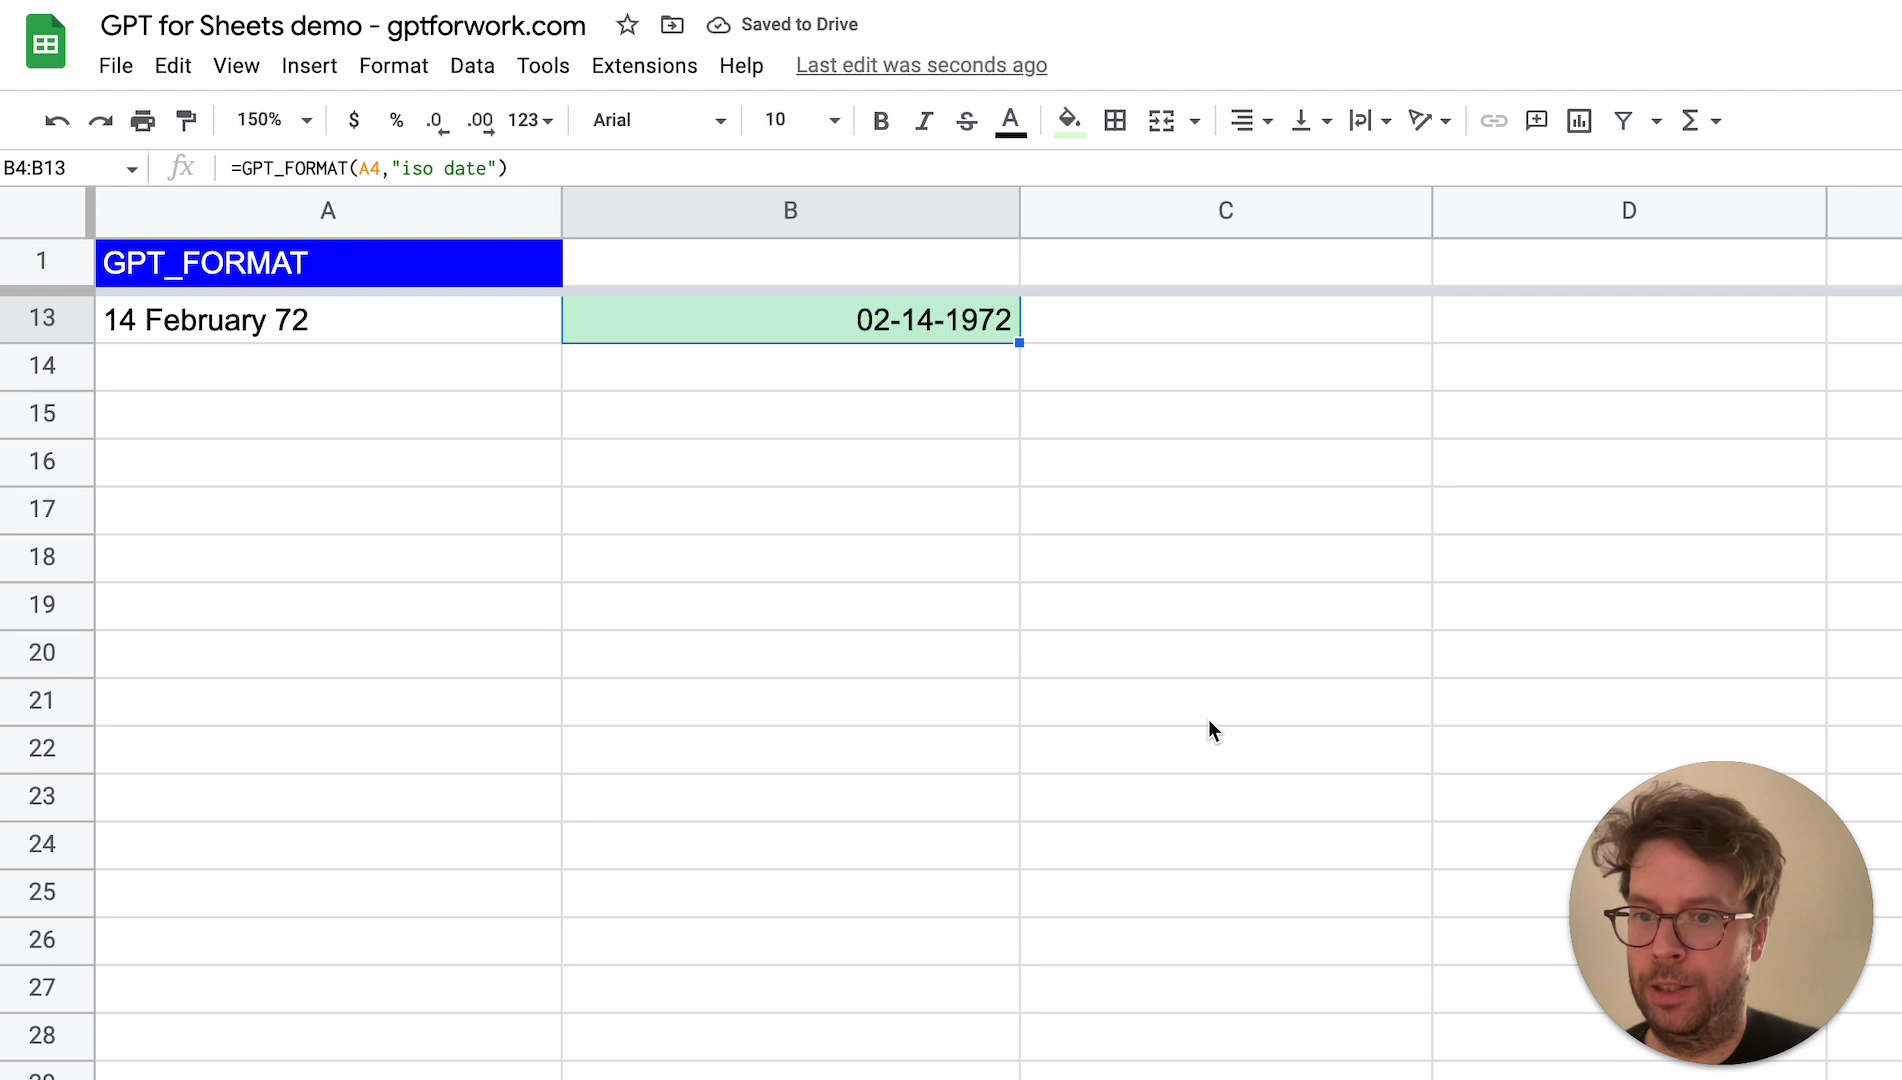 GPT for Sheets demo - gptforwork.com Saved to Drive
File Edit View Insert Format Data Tools Extensions Help Last edit was seconds ago
150% $ % .0 .00 123 Arial 10 B I S A
B4:B13 fx =GPT_FORMAT(A4,"iso date")
A B C D
1 GPT_FORMAT
13 14 February 72 02-14-1972
14
15
16
17
18
19
20
21
22
23
24
25
26
27
28
29